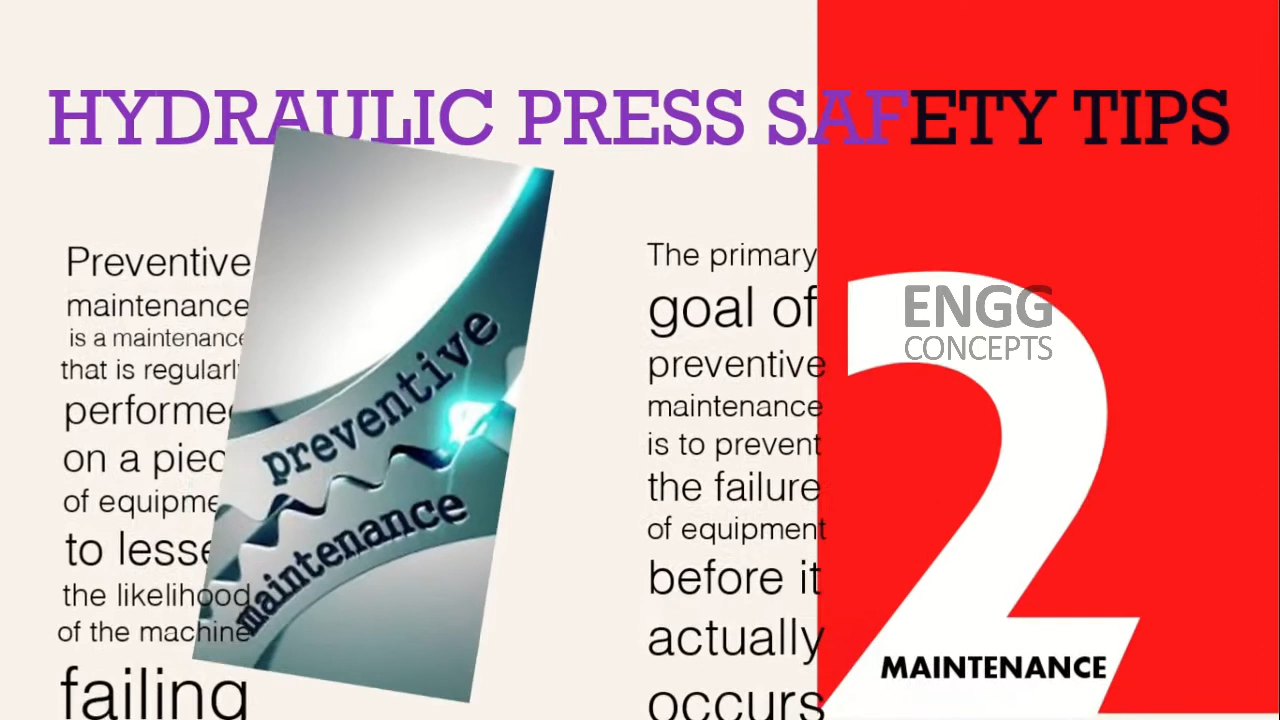 HYDRAULIC PRESS SAFETY TIPS
Preventive
maintenance
is a maintenance
that is regularl
performe
on a piec
of equipme
to lesse
the likelihood
of the machine
failing
preventive
maintenance
The primary
goal of
preventive
maintenance
is to prevent
the failure
of equipment
before it
actually
occurs
2
ENGG
CONCEPTS
MAINTENANCE